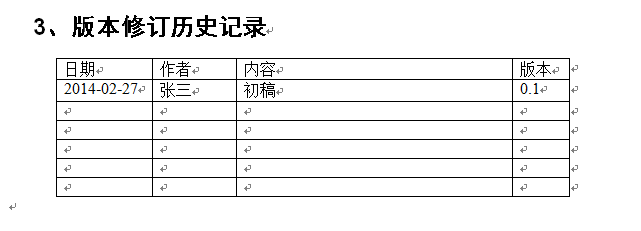 3、版本修订历史记录
日期 作者 内容 版本
2014-02-27 张三 初稿 0.1